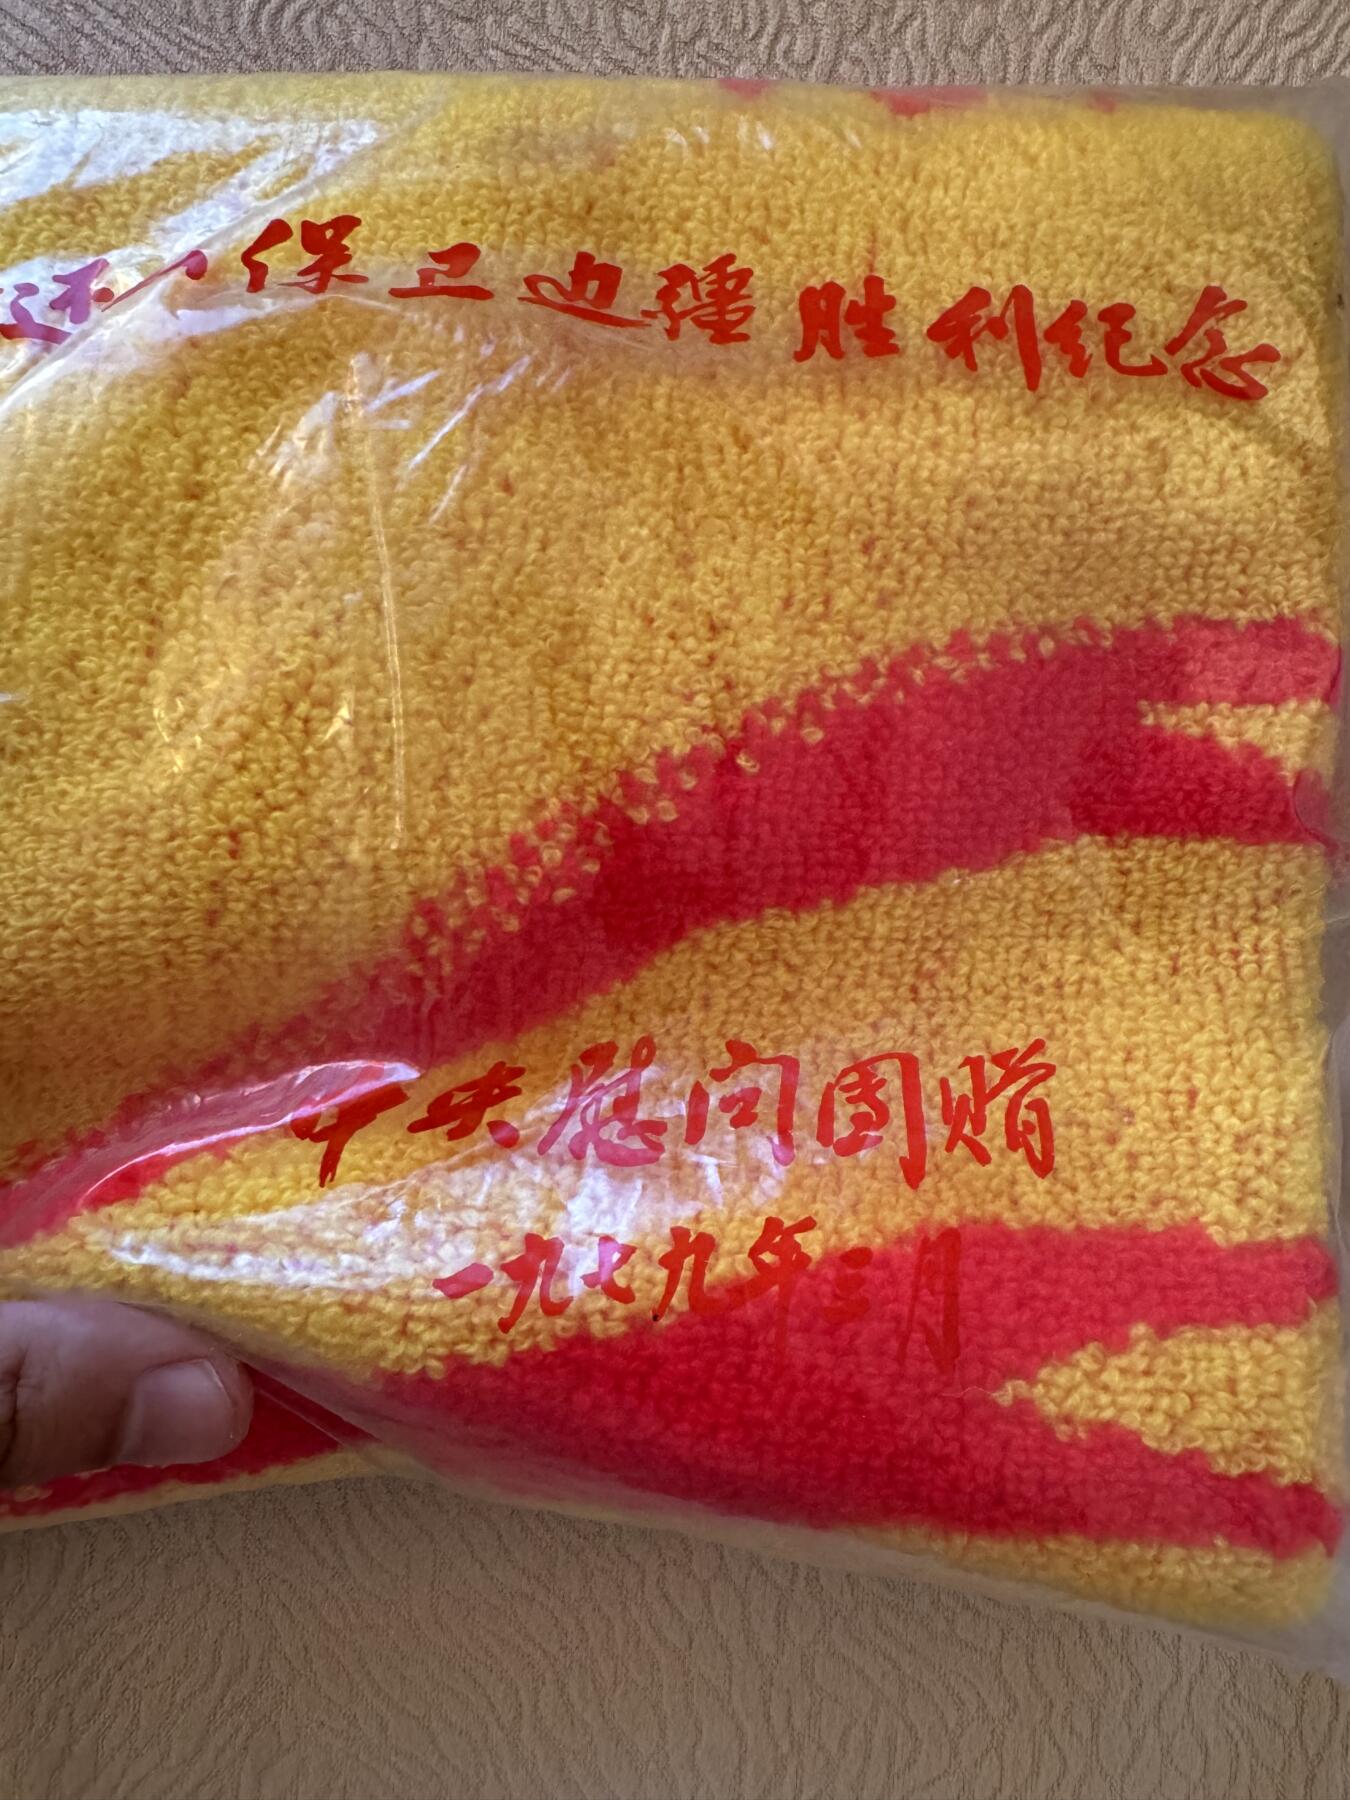 还 保卫边疆胜利纪念
中央慰问团赠
一九七九年三月